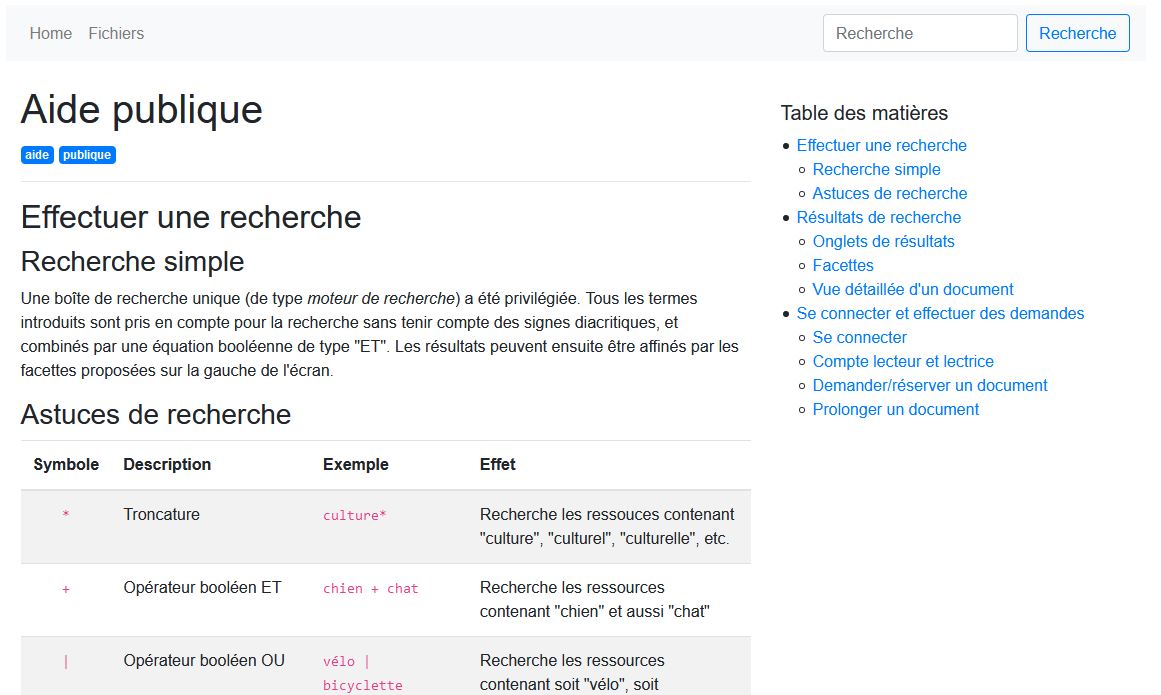 Home Fichiers Recherche Recherche
Aide publique
aide publique
Effectuer une recherche
Recherche simple
Une boîte de recherche unique (de type moteur de recherche) a été privilégiée. Tous les termes
introduits sont pris en compte pour la recherche sans tenir compte des signes diacritiques, et
combinés par une équation booléenne de type "ET". Les résultats peuvent ensuite être affinés par les
facettes proposées sur la gauche de l'écran.
Astuces de recherche
Symbole Description Exemple Effet
* Troncature culture* Recherche les ressouces contenant
"culture", "culturel", "culturelle", etc.
+ Opérateur booléen ET chien + chat Recherche les ressources
contenant "chien" et aussi "chat"
| Opérateur booléen OU vélo | Recherche les ressources
bicyclette contenant soit "vélo", soit
Table des matières
Effectuer une recherche
Recherche simple
Astuces de recherche
Résultats de recherche
Onglets de résultats
Facettes
Vue détaillée d'un document
Se connecter et effectuer des demandes
Se connecter
Compte lecteur et lectrice
Demander/réserver un document
Prolonger un document